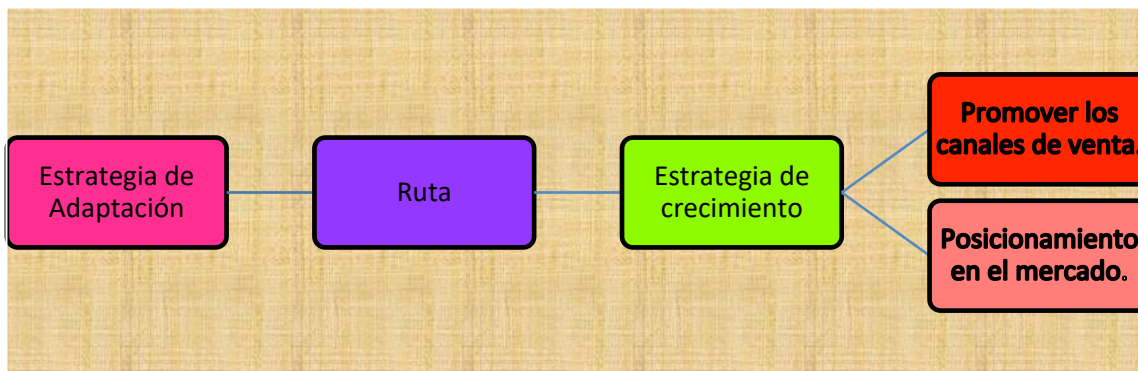 Estrategia de
Adaptación
Ruta
Estrategia de
crecimiento
Promover los
canales de venta.
Posicionamiento
en el mercado.